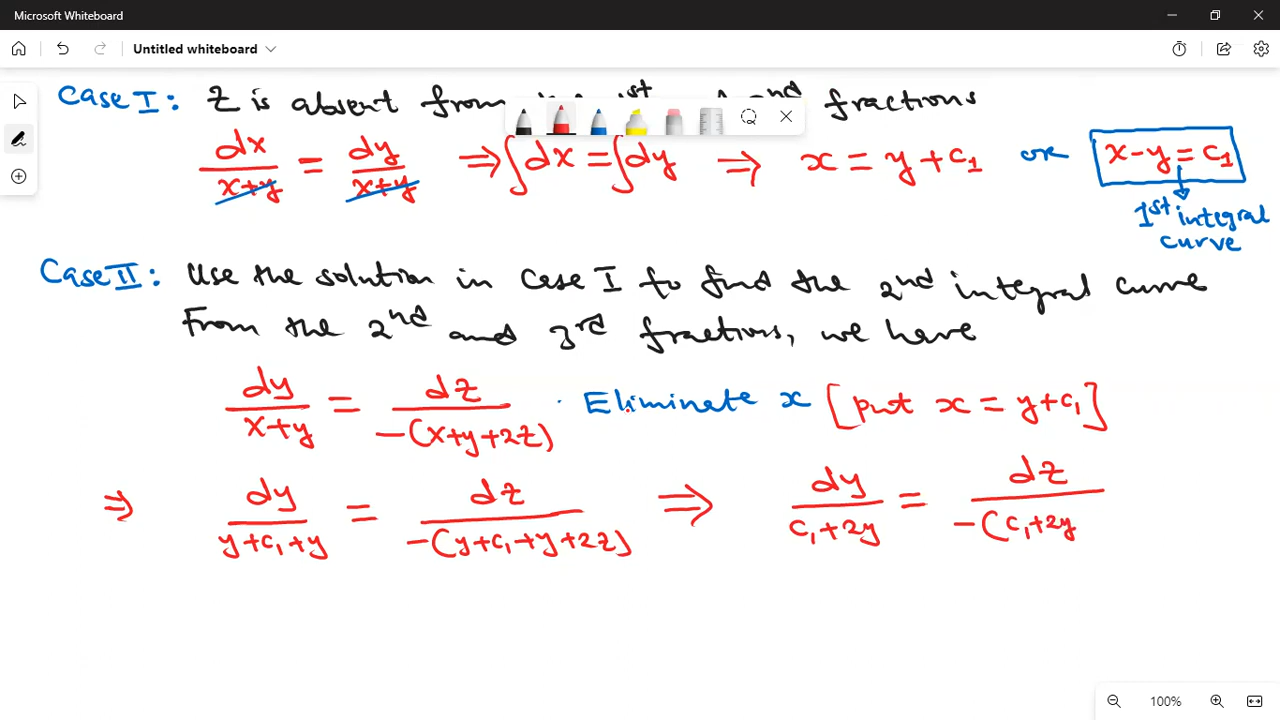 Microsoft Whiteboard
Untitled whiteboard
Case I: Z is absent from 1st 2nd fractions
dx/(x+y) = dy/(x+y) ⇒ ∫dx = ∫dy ⇒ x = y + c₁ or x - y = c₁
1st integral
curve
Case II: Use the solution in Case I to find the 2nd integral curve
From the 2nd and 3rd fractions, we have
dy/(x+y) = dz/-(x+y+2z) . Eliminate x [put x = y+c₁]
⇒ dy/(y+c₁+y) = dz/-(y+c₁+y+2z) ⇒ dy/(c₁+2y) = dz/-(c₁+2y
100%